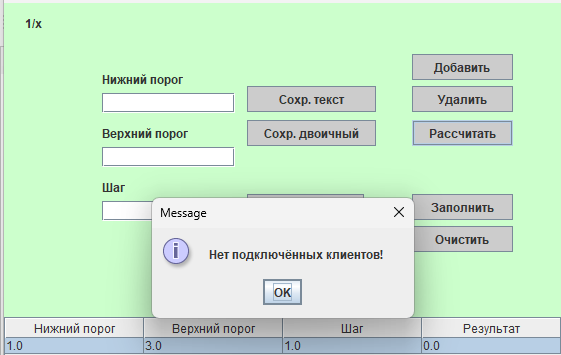 1/x
Добавить
Нижний порог
Сохр. текст
Удалить
Верхний порог
Сохр. двоичный
Рассчитать
Шаг
Заполнить
Message
Очистить
Нет подключённых клиентов!
OK
Нижний порог Верхний порог Шаг Результат
1.0 3.0 1.0 0.0